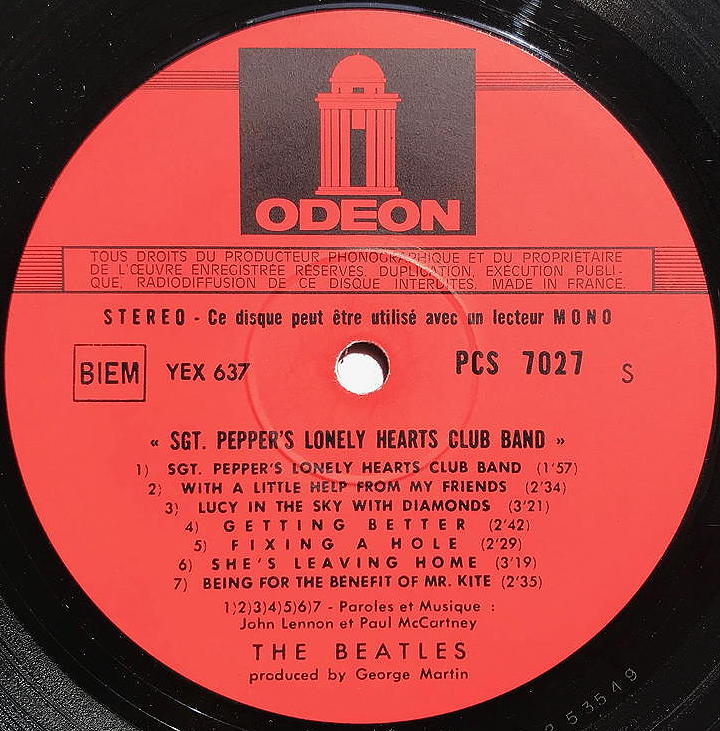 ODEON
TOUS DROITS DU PRODUCTEUR PHONOGRAPHIQUE ET DU PROPRIÉTAIRE
DE L'ŒUVRE ENREGISTRÉE RÉSERVÉS. DUPLICATION, EXÉCUTION PUBLI-
QUE, RADIODIFFUSION DE CE DISQUE INTERDITES. MADE IN FRANCE.
STEREO - Ce disque peut être utilisé avec un lecteur MONO
BIEM YEX 637 PCS 7027 S
« SGT. PEPPER'S LONELY HEARTS CLUB BAND »
1) SGT. PEPPER'S LONELY HEARTS CLUB BAND (1'57)
2) WITH A LITTLE HELP FROM MY FRIENDS (2'34)
3) LUCY IN THE SKY WITH DIAMONDS (3'21)
4) GETTING BETTER (2'42)
5) FIXING A HOLE (2'29)
6) SHE'S LEAVING HOME (3'19)
7) BEING FOR THE BENEFIT OF MR. KITE (2'35)
1)2)3)4)5)6)7 - Paroles et Musique :
John Lennon et Paul McCartney
THE BEATLES
produced by George Martin
253549